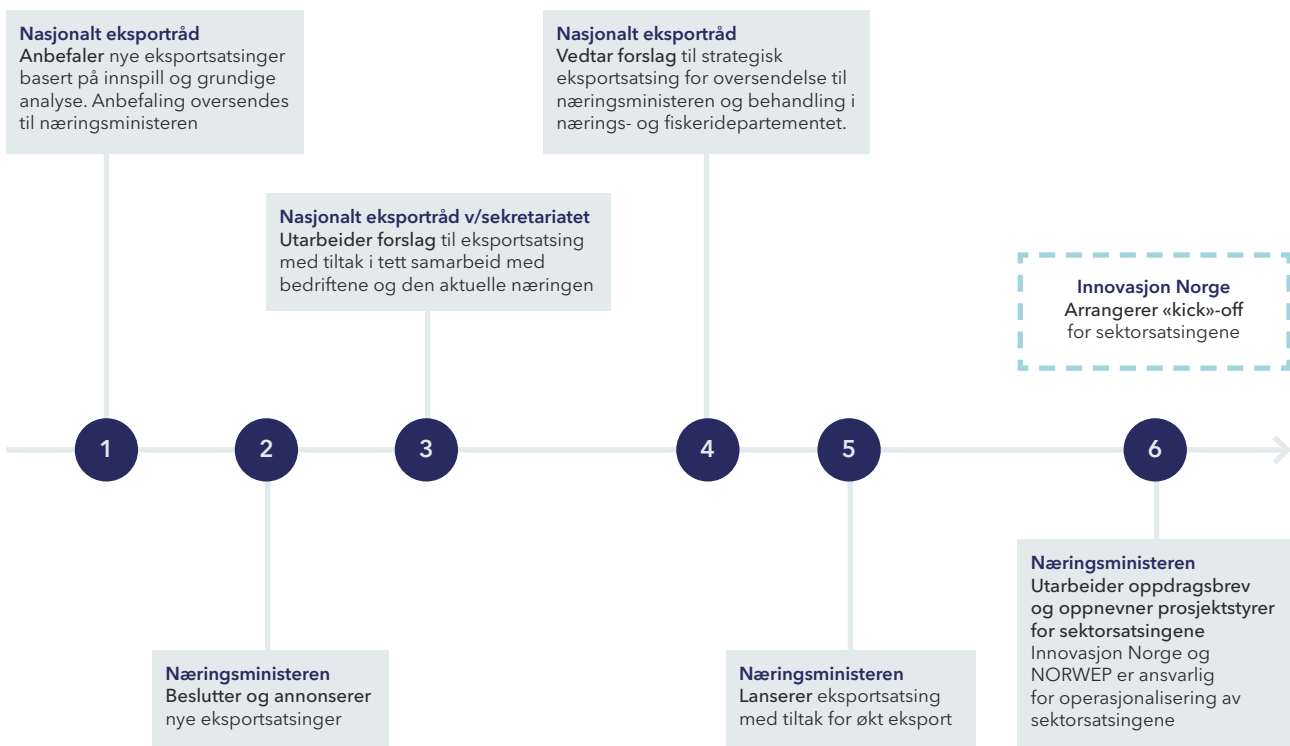 Nasjonalt eksportråd
Anbefaler nye eksportsatsinger
basert på innspill og grundige
analyse. Anbefaling oversendes
til næringsministeren
Nasjonalt eksportråd
Vedtar forslag til strategisk
eksportsatsing for oversendelse til
næringsministeren og behandling i
nærings- og fiskeridepartementet.
Nasjonalt eksportråd v/sekretariatet
Utarbeider forslag til eksportsatsing
med tiltak i tett samarbeid med
bedriftene og den aktuelle næringen
Innovasjon Norge
Arrangerer «kick»-off
for sektorsatsingene
1
2
3
4
5
6
Næringsministeren
Beslutter og annonserer
nye eksportsatsinger
Næringsministeren
Lanserer eksportsatsing
med tiltak for økt eksport
Næringsministeren
Utarbeider oppdragsbrev
og oppnevner prosjektstyrer
for sektorsatsingene
Innovasjon Norge og
NORWEP er ansvarlig
for operasjonalisering av
sektorsatsingene